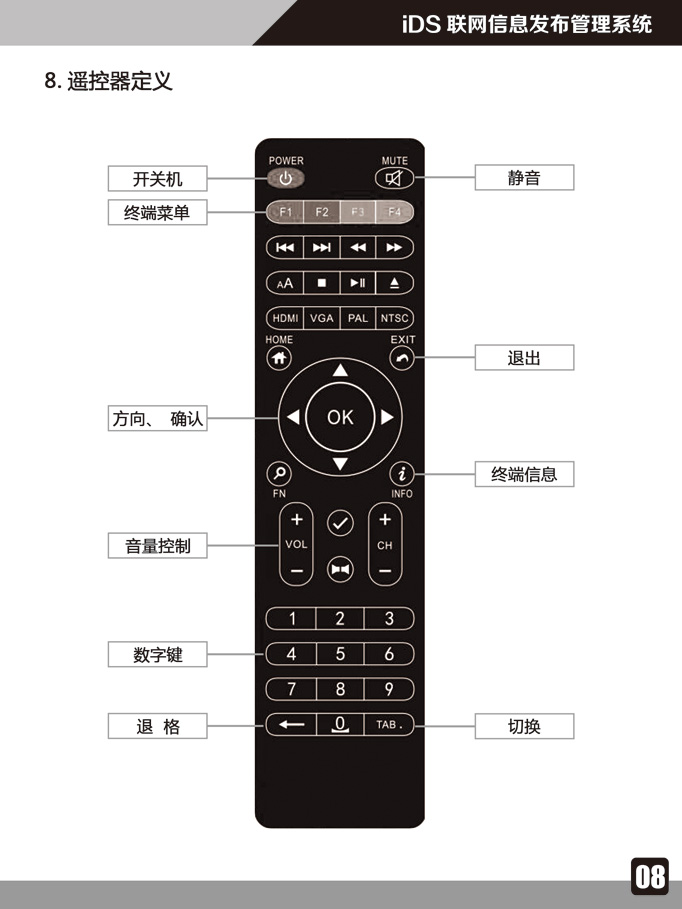 iDS 联网信息发布管理系统
8. 遥控器定义
POWER MUTE
开关机
静音
终端菜单
F1 F2 F3 F4
AA
HDMI VGA PAL NTSC
HOME EXIT
退出
方向、 确认
OK
i
终端信息
FN INFO
+ +
音量控制
VOL CH
- -
1 2 3
数字键
4 5 6
7 8 9
退 格
0 TAB .
切换
08